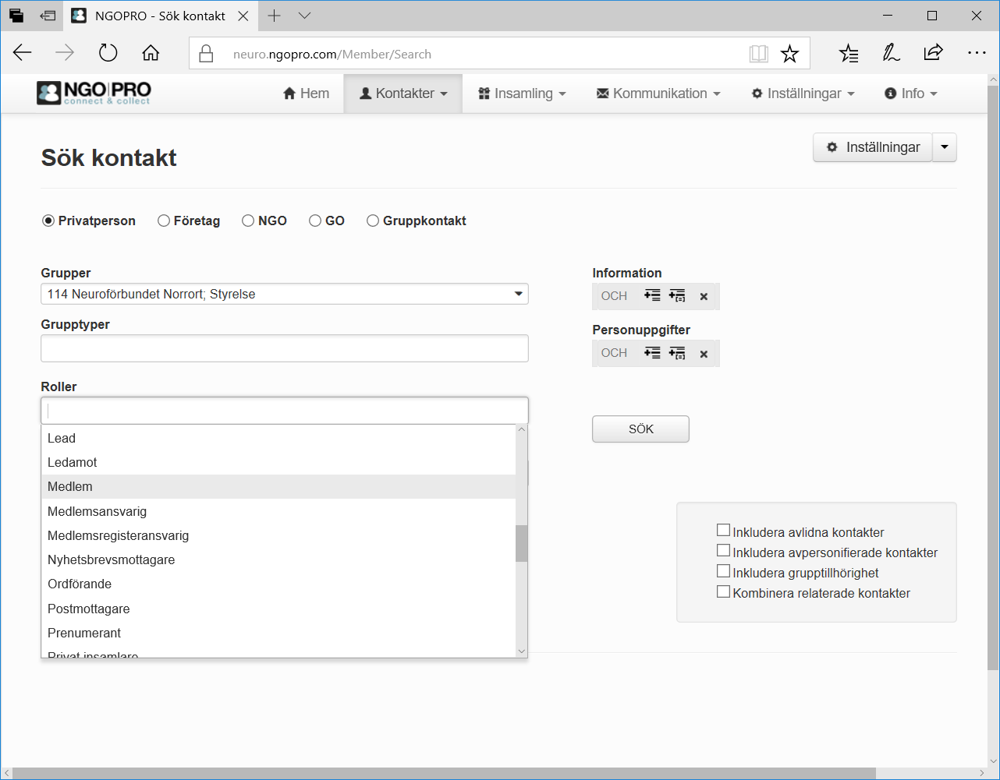 NGOPRO - Sök kontakt
neuro.ngopro.com/Member/Search
NGO|PRO
connect & collect
Hem
Kontakter
Insamling
Kommunikation
Inställningar
Info
Sök kontakt
Inställningar
Privatperson
Företag
NGO
GO
Gruppkontakt
Grupper
114 Neuroförbundet Norrort; Styrelse
Grupptyper
Roller
Lead
Ledamot
Medlem
Medlemsansvarig
Medlemsregisteransvarig
Nyhetsbrevsmottagare
Ordförande
Postmottagare
Prenumerant
Privat insamlare
Information
OCH
Personuppgifter
OCH
SÖK
Inkludera avlidna kontakter
Inkludera avpersonifierade kontakter
Inkludera grupptillhörighet
Kombinera relaterade kontakter